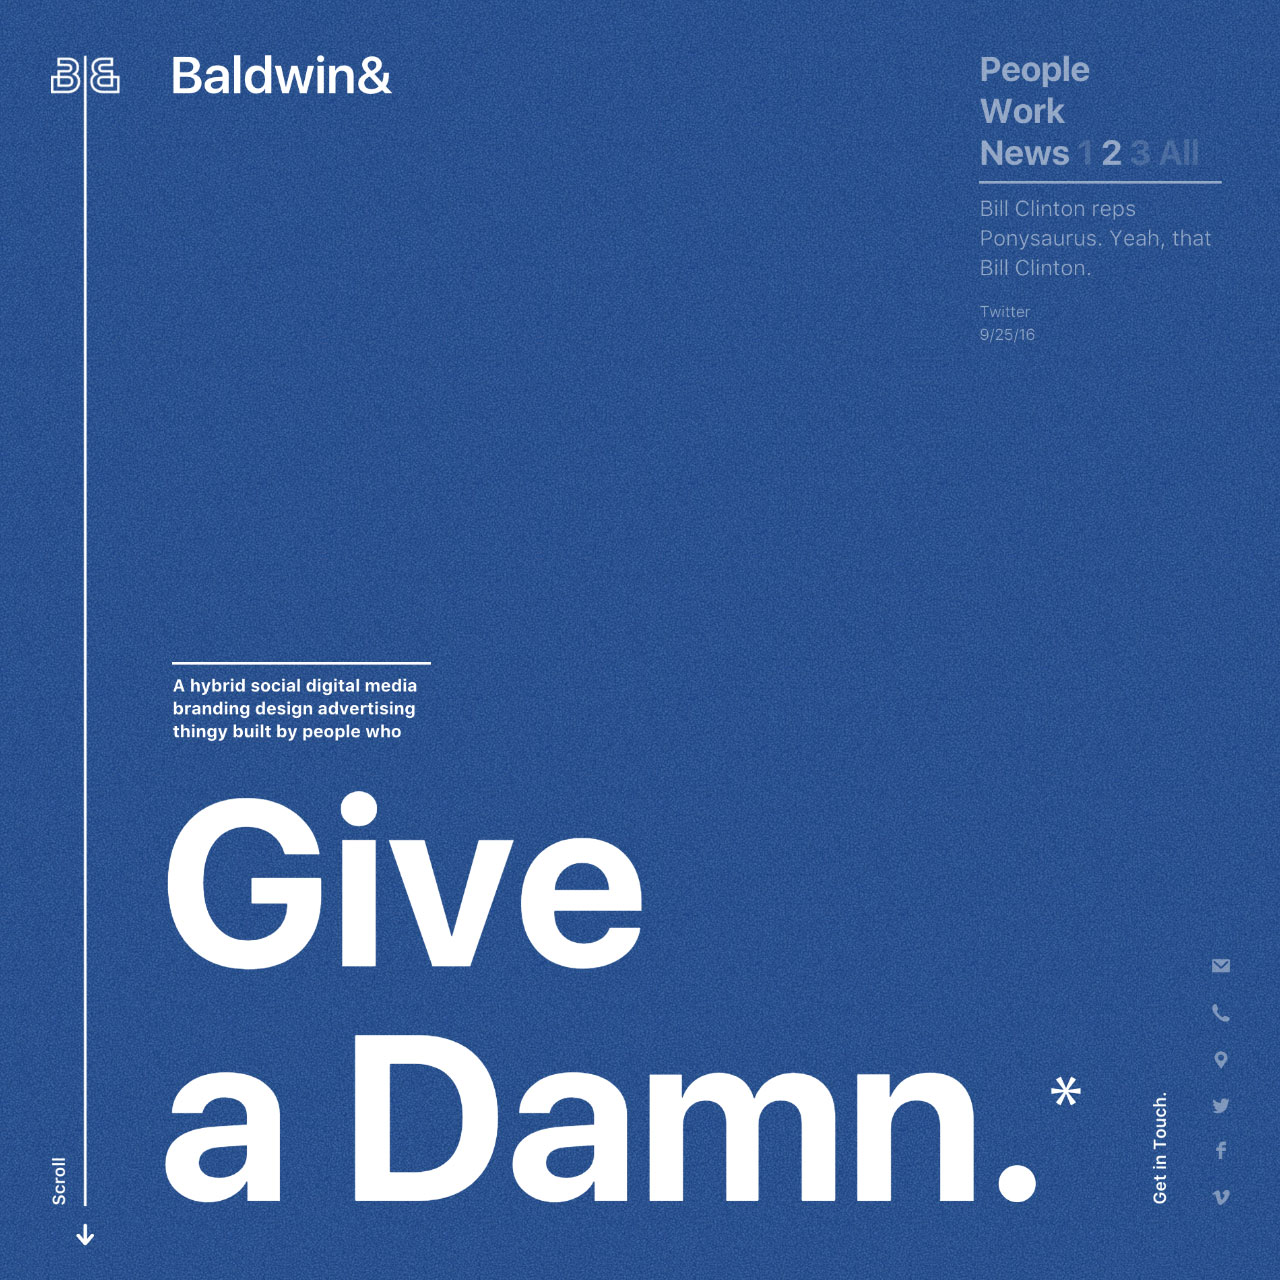 Baldwin&
People
Work
News 1 2 3 All
Bill Clinton reps
Ponysaurus. Yeah, that
Bill Clinton.
Twitter
9/25/16
A hybrid social digital media
branding design advertising
thingy built by people who
Give
a Damn.*
Scroll
Get in Touch.